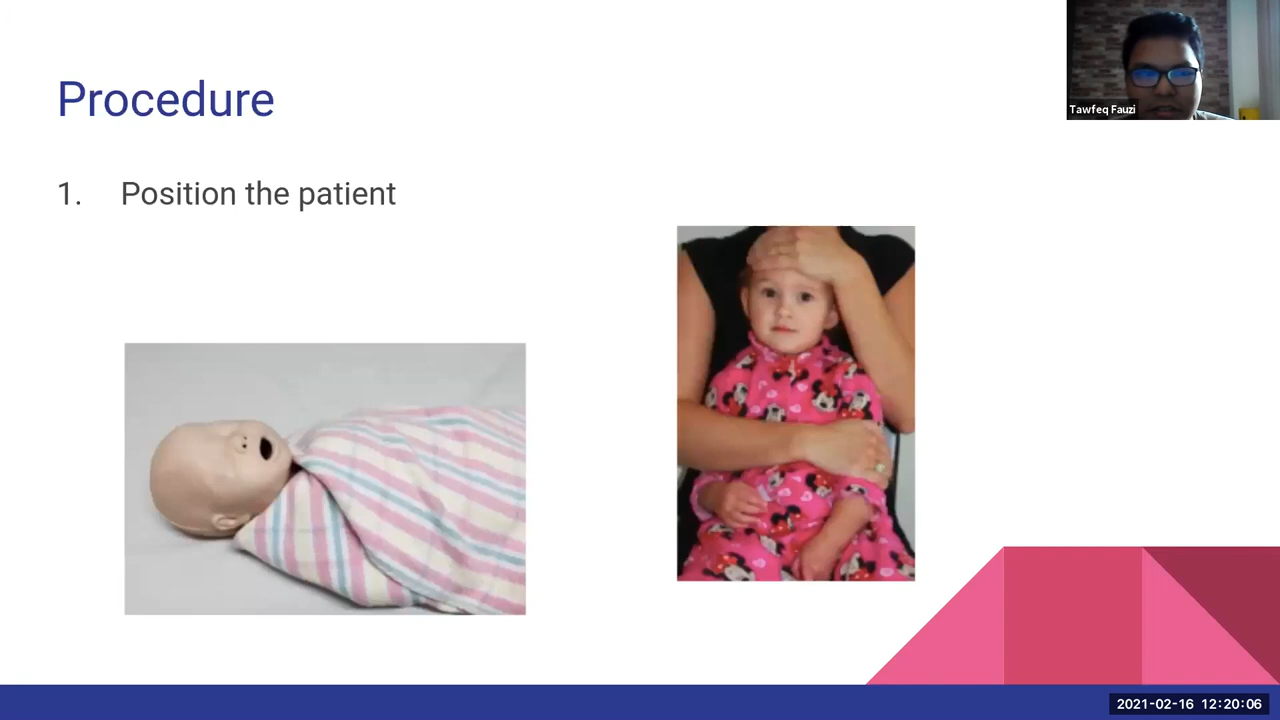 Procedure
Tawfeq Fauzi
1. Position the patient
2021-02-16 12:20:06